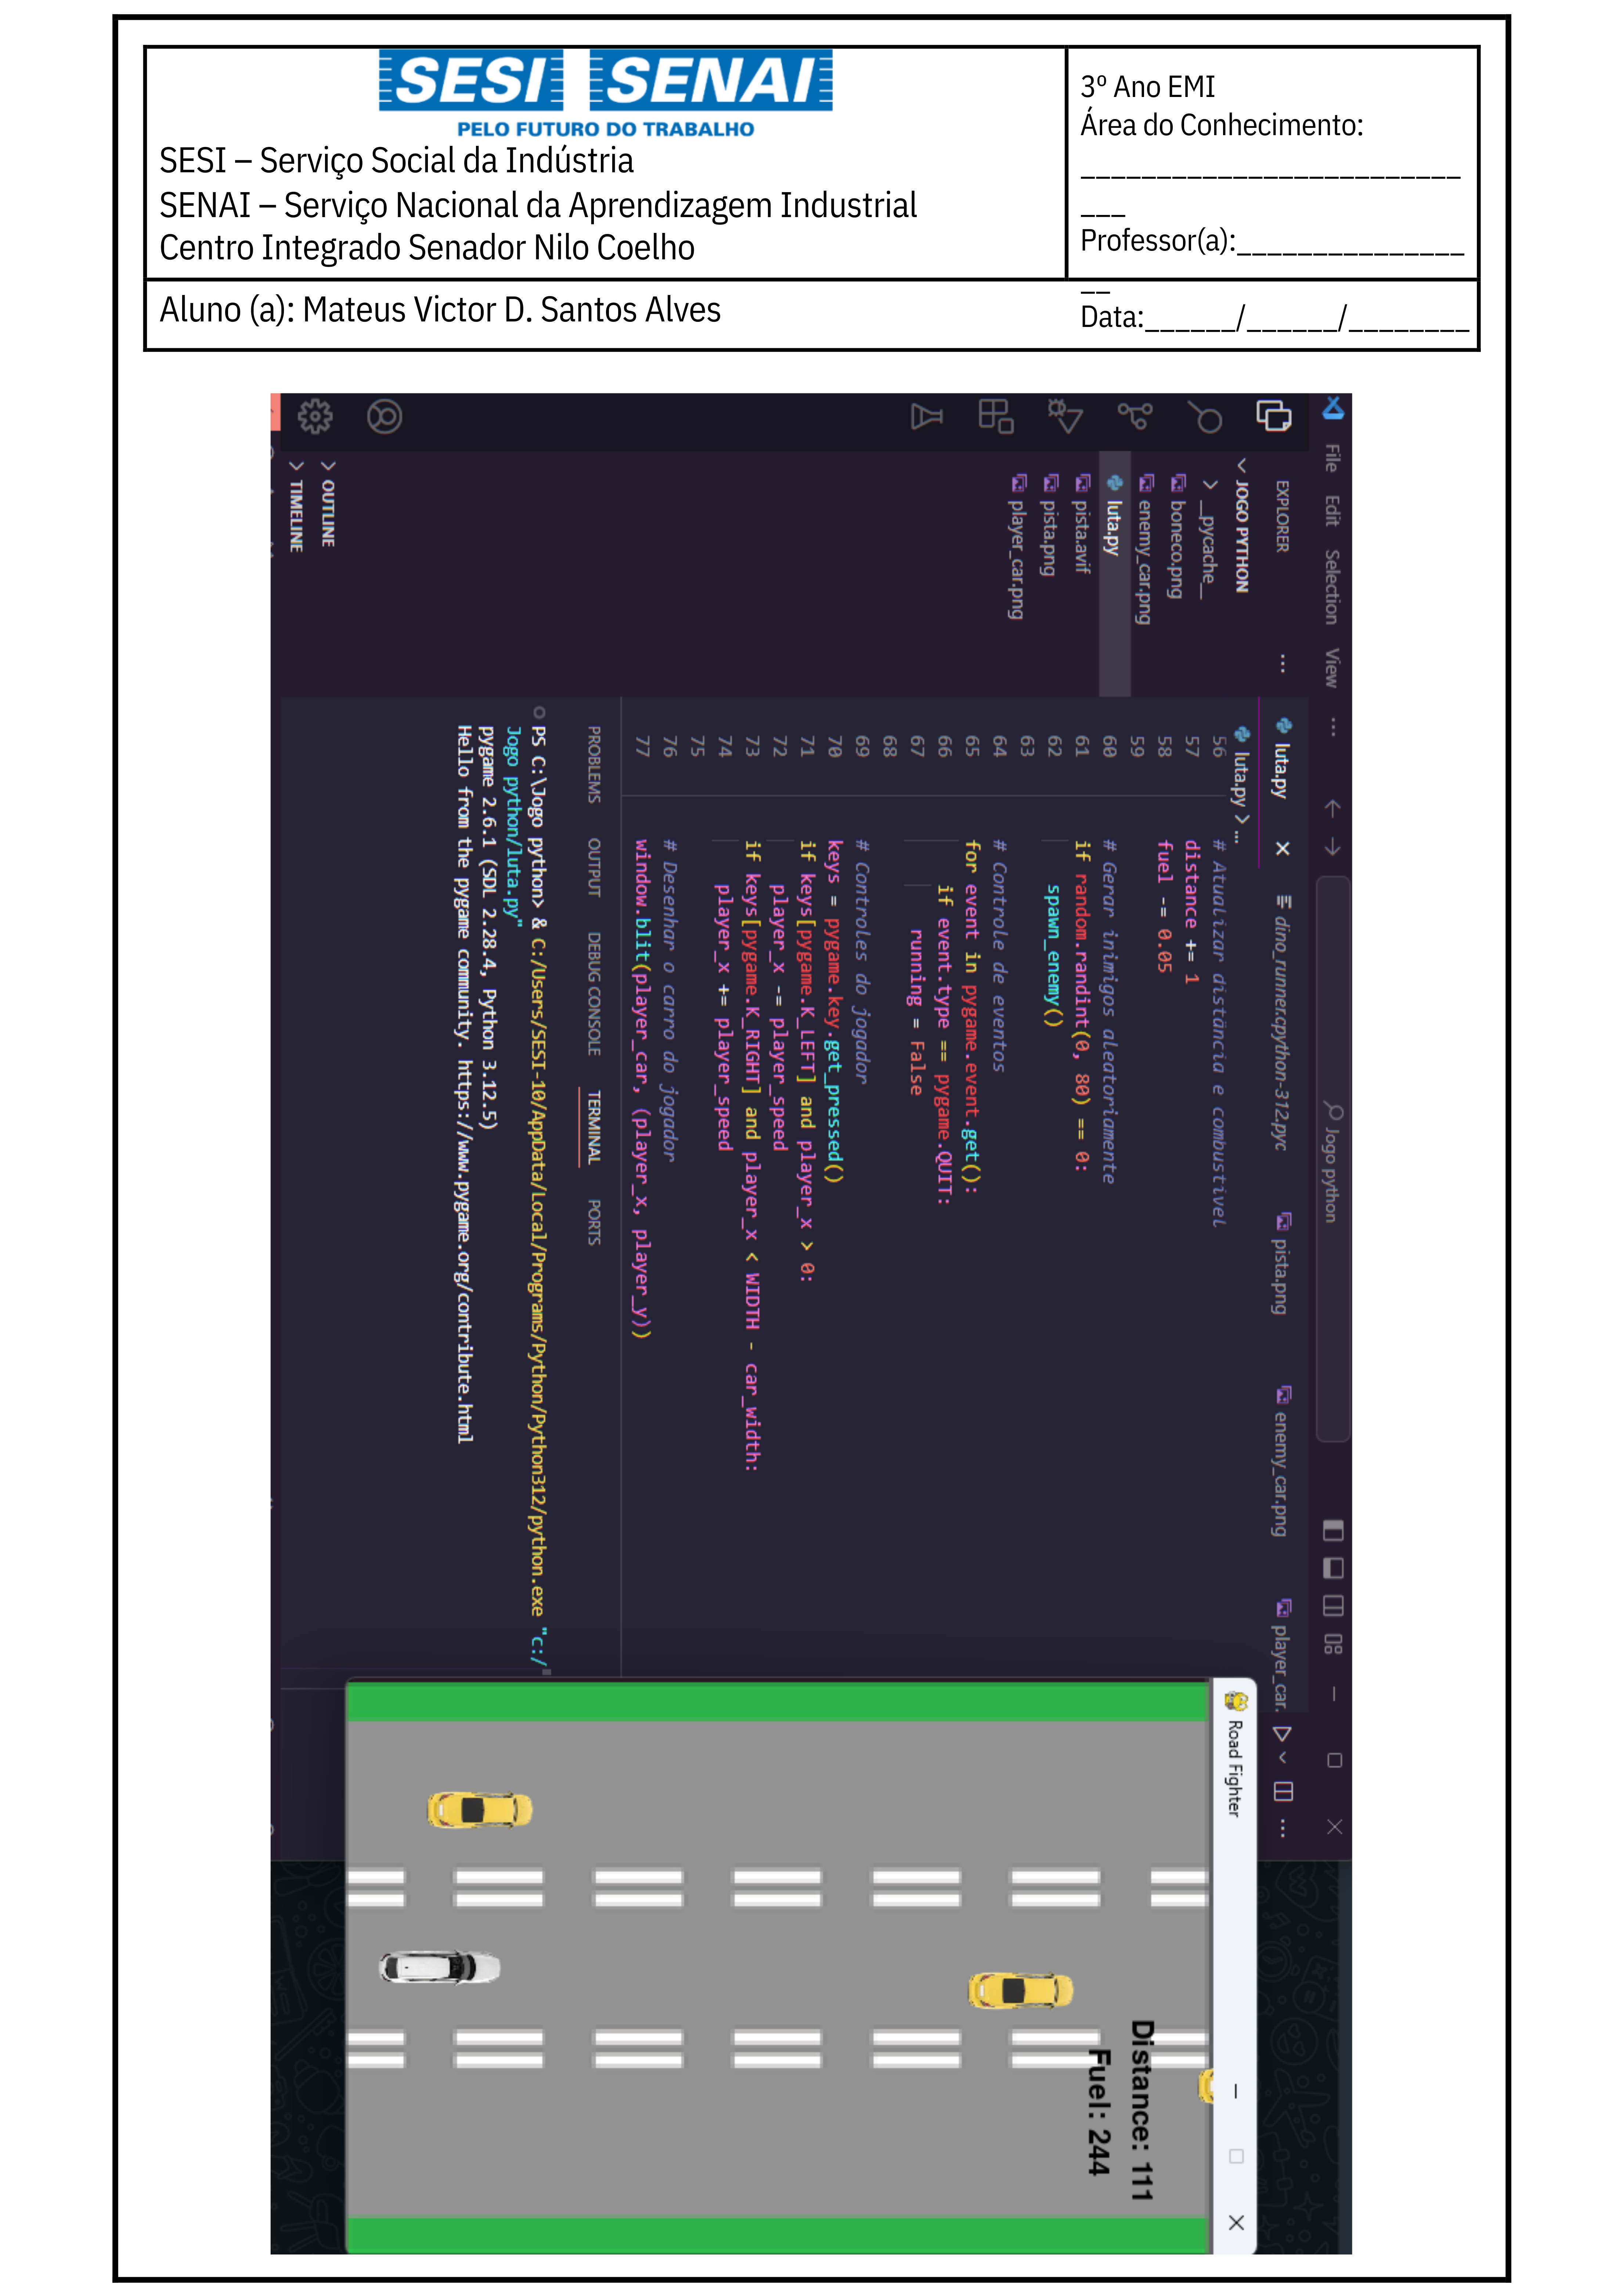 SESI SENAI
PELO FUTURO DO TRABALHO
SESI – Serviço Social da Indústria
SENAI – Serviço Nacional da Aprendizagem Industrial
Centro Integrado Senador Nilo Coelho
3º Ano EMI
Área do Conhecimento:
_________________________
___
Professor(a):_______________
__
Data:______/______/________
Aluno (a): Mateus Victor D. Santos Alves
File Edit Selection View ... Jogo python
EXPLORER ...
JOGO PYTHON
__pycache__
boneco.png
enemy_car.png
luta.py
pista.avif
pista.png
player_car.png
OUTLINE
TIMELINE
luta.py dino_runner.cpython-312.pyc pista.png enemy_car.png player_car. ...
luta.py > ...
56 # Atualizar distância e combustível
57 distance += 1
58 fuel -= 0.05
59
60 # Gerar inimigos aleatoriamente
61 if random.randint(0, 80) == 0:
62 spawn_enemy()
63
64 # Controle de eventos
65 for event in pygame.event.get():
66 if event.type == pygame.QUIT:
67 running = False
68
69 # Controles do jogador
70 keys = pygame.key.get_pressed()
71 if keys[pygame.K_LEFT] and player_x > 0:
72 player_x -= player_speed
73 if keys[pygame.K_RIGHT] and player_x < WIDTH - car_width:
74 player_x += player_speed
75
76 # Desenhar o carro do jogador
77 window.blit(player_car, (player_x, player_y))
PROBLEMS OUTPUT DEBUG CONSOLE TERMINAL PORTS
PS C:\Jogo python> & C:/Users/SESI-10/AppData/Local/Programs/Python/Python312/python.exe "c:/
Jogo python/luta.py"
pygame 2.6.1 (SDL 2.28.4, Python 3.12.5)
Hello from the pygame community. https://www.pygame.org/contribute.html
Road Fighter
Distance: 111
Fuel: 244